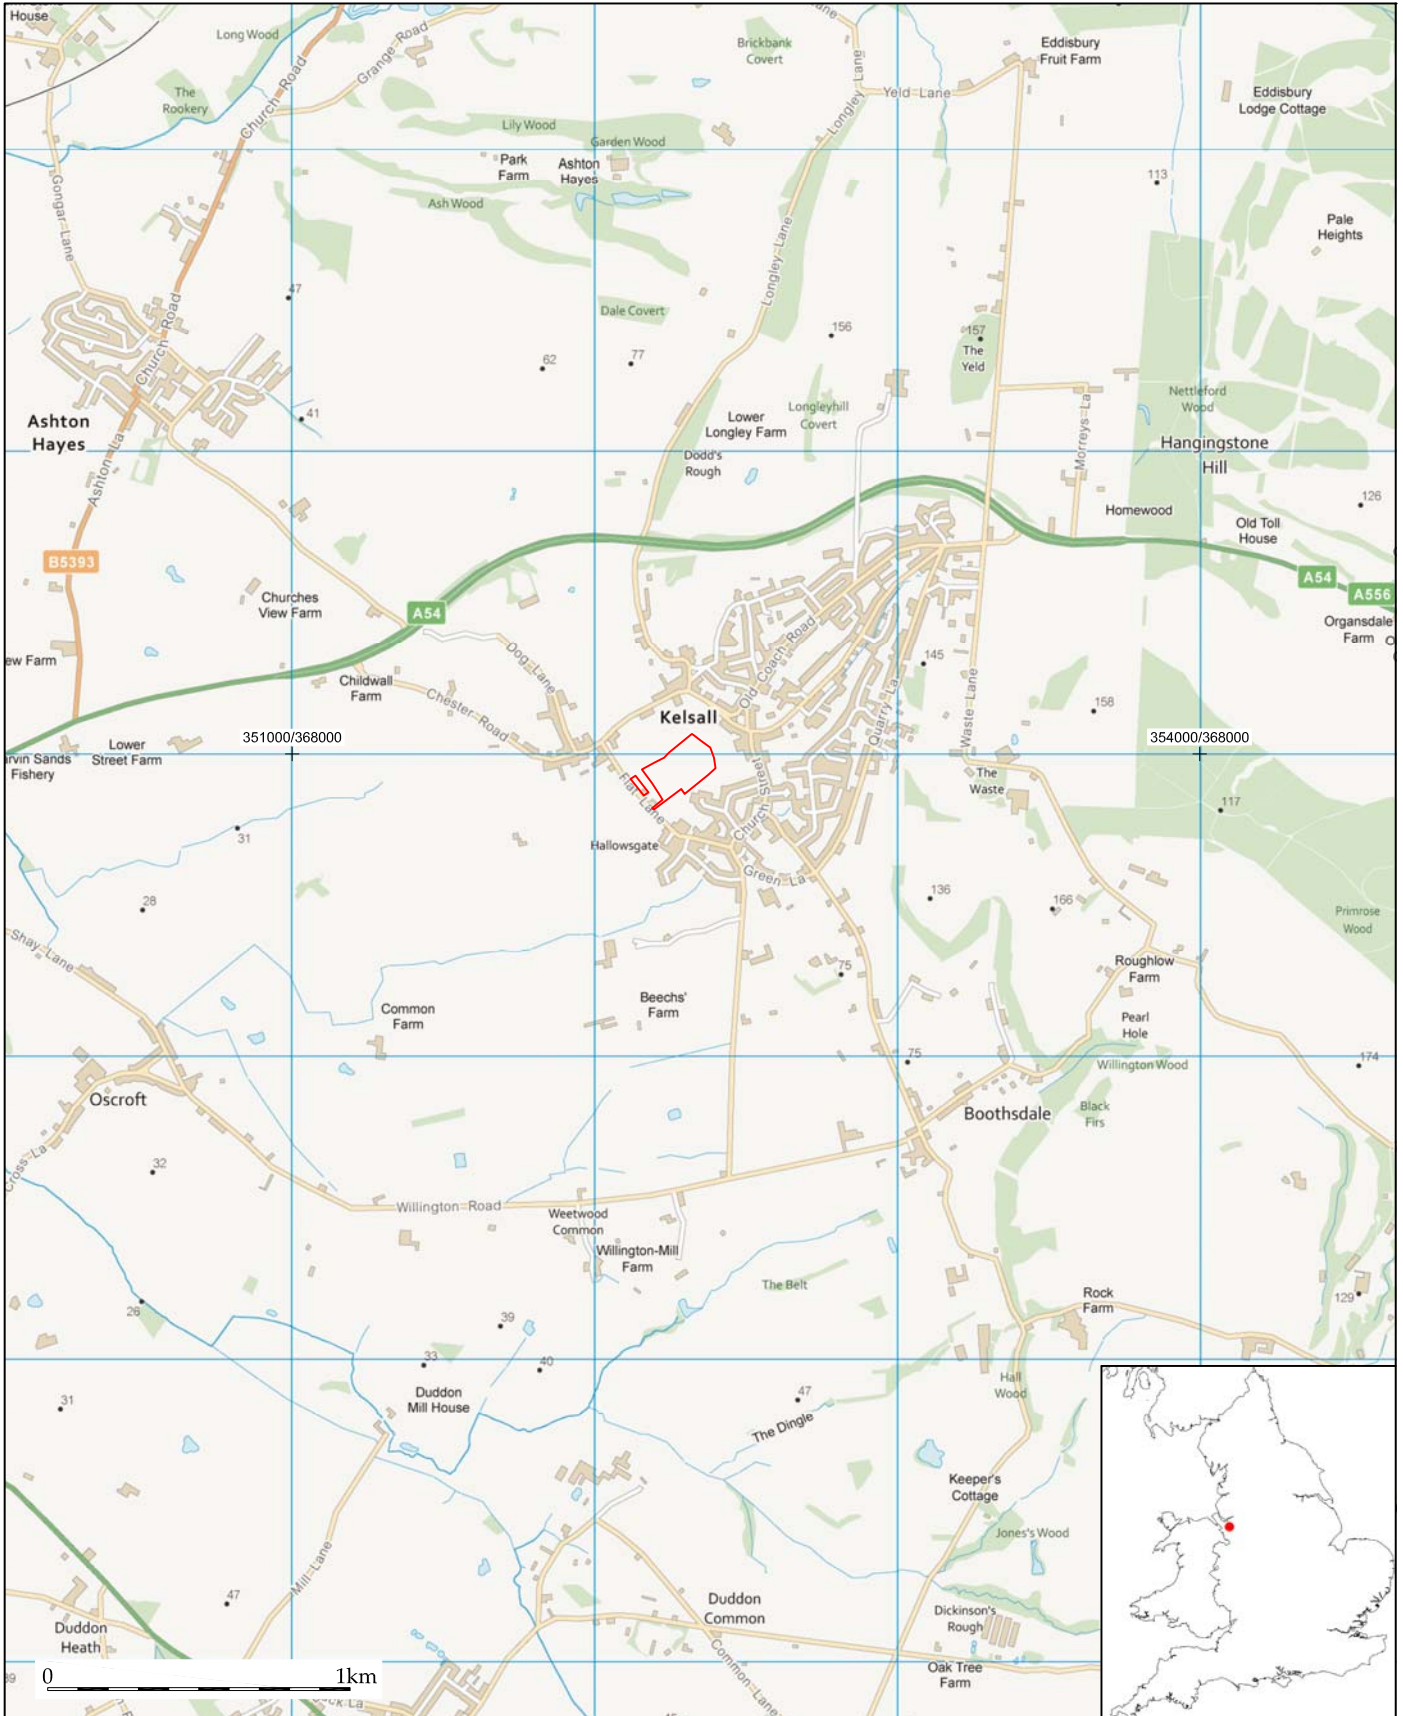 House
Long Wood
Church Road
Grange Road
Brickbank
Covert
Longley Lane
Yeld Lane
Eddisbury
Fruit Farm
Eddisbury
Lodge Cottage
The
Rookery
Lily Wood
Garden Wood
Park
Farm
Ashton
Hayes
Ash Wood
Gongar Lane
113
Pale
Heights
Longley Lane
47
Church Road
Dale Covert
156
157
The
Yeld
62
77
Nettleford
Wood
Morreys La
Ashton
Hayes
41
Lower
Longley Farm
Longleyhill
Covert
Hangingstone
Hill
Ashton La
Dodd's
Rough
126
Homewood
Old Toll
House
B5393
A54
A556
Churches
View Farm
A54
Organsdale
Farm
ew Farm
Dog Lane
Old Coach Road
145
Childwall
Farm
Chester Road
Quarry La
Waste Lane
158
Kelsall
351000/368000
354000/368000
Lower
Street Farm
rvin Sands
Fishery
Flat Lane
Church Street
The
Waste
117
31
Hallowsgate
Green La
28
136
166
Primrose
Wood
Shay Lane
75
Roughlow
Farm
Common
Farm
Beechs'
Farm
Pearl
Hole
75
Willington Wood
174
Oscroft
Boothsdale
Black
Firs
Cross La
32
Willington Road
Weetwood
Common
Willington-Mill
Farm
The Belt
26
39
Rock
Farm
129
33
40
Duddon
Mill House
31
47
The Dingle
Hall
Wood
Keeper's
Cottage
Jones's Wood
Mill Lane
47
Duddon
Heath
Duddon
Common
Dickinson's
Rough
Common Lane
Oak Tree
Farm
0 1km
ck La